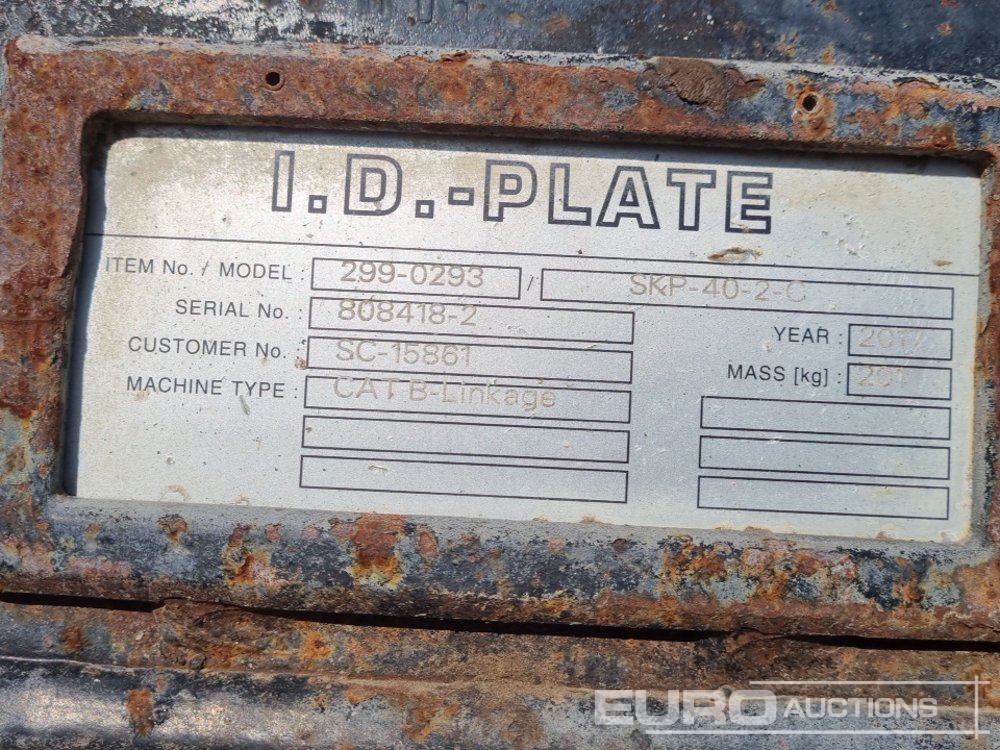 I.D.-PLATE
ITEM No. / MODEL : 299-0293 / SKP-40-2-C
SERIAL No. : 808418-2
YEAR : 2017
CUSTOMER No. : SC-15861
MASS [kg] :
MACHINE TYPE : CAT B-Linkage
EURO AUCTIONS